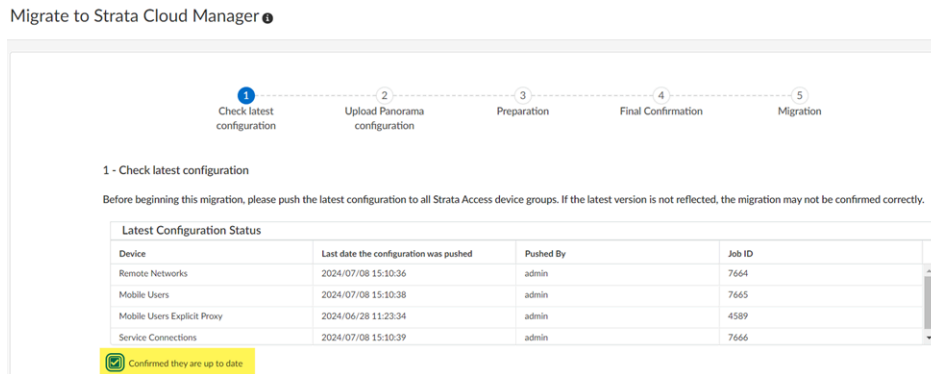 Migrate to Strata Cloud Manager
1 2 3 4 5
Check latest configuration
Upload Panorama configuration
Preparation
Final Confirmation
Migration
1 - Check latest configuration
Before beginning this migration, please push the latest configuration to all Strata Access device groups. If the latest version is not reflected, the migration may not be confirmed correctly.
Latest Configuration Status
Device Last date the configuration was pushed Pushed By Job ID
Remote Networks 2024/07/08 15:10:36 admin 7664
Mobile Users 2024/07/08 15:10:38 admin 7665
Mobile Users Explicit Proxy 2024/06/28 11:23:34 admin 4589
Service Connections 2024/07/08 15:10:39 admin 7666
Confirmed they are up to date